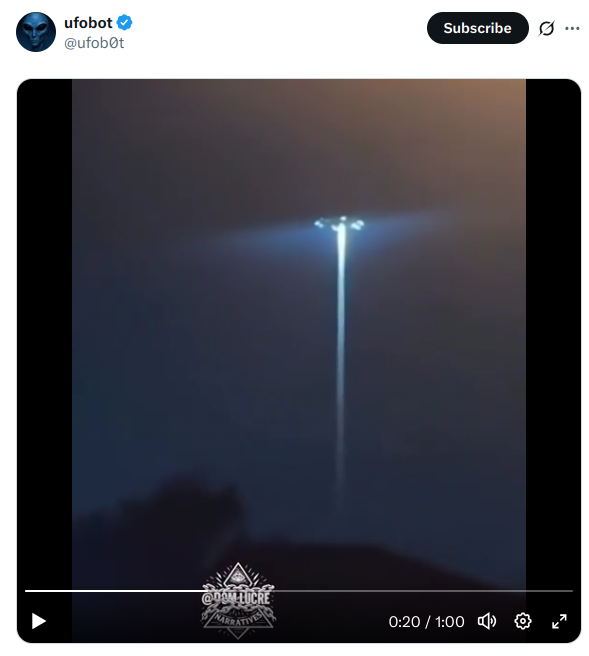 ufobot
@ufob0t
Subscribe
@DOM LUCRE
NARRATIVES
0:20 / 1:00